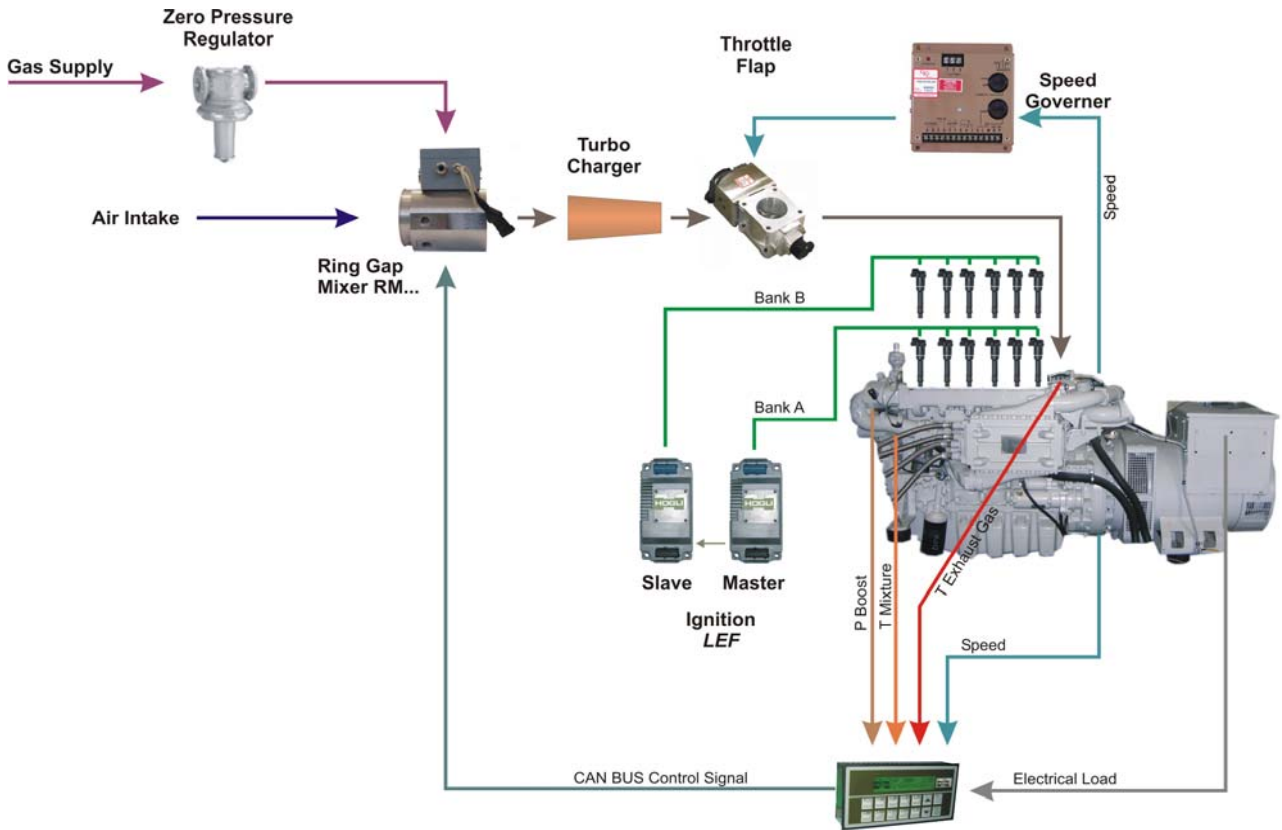 Zero Pressure
Regulator
Gas Supply
Throttle
Flap
Speed
Governer
Turbo
Charger
Air Intake
Speed
Ring Gap
Mixer RM...
Bank B
Bank A
Slave
Master
Ignition
LEF
P Boost
T Mixture
T Exhaust Gas
Speed
CAN BUS Control Signal
Electrical Load